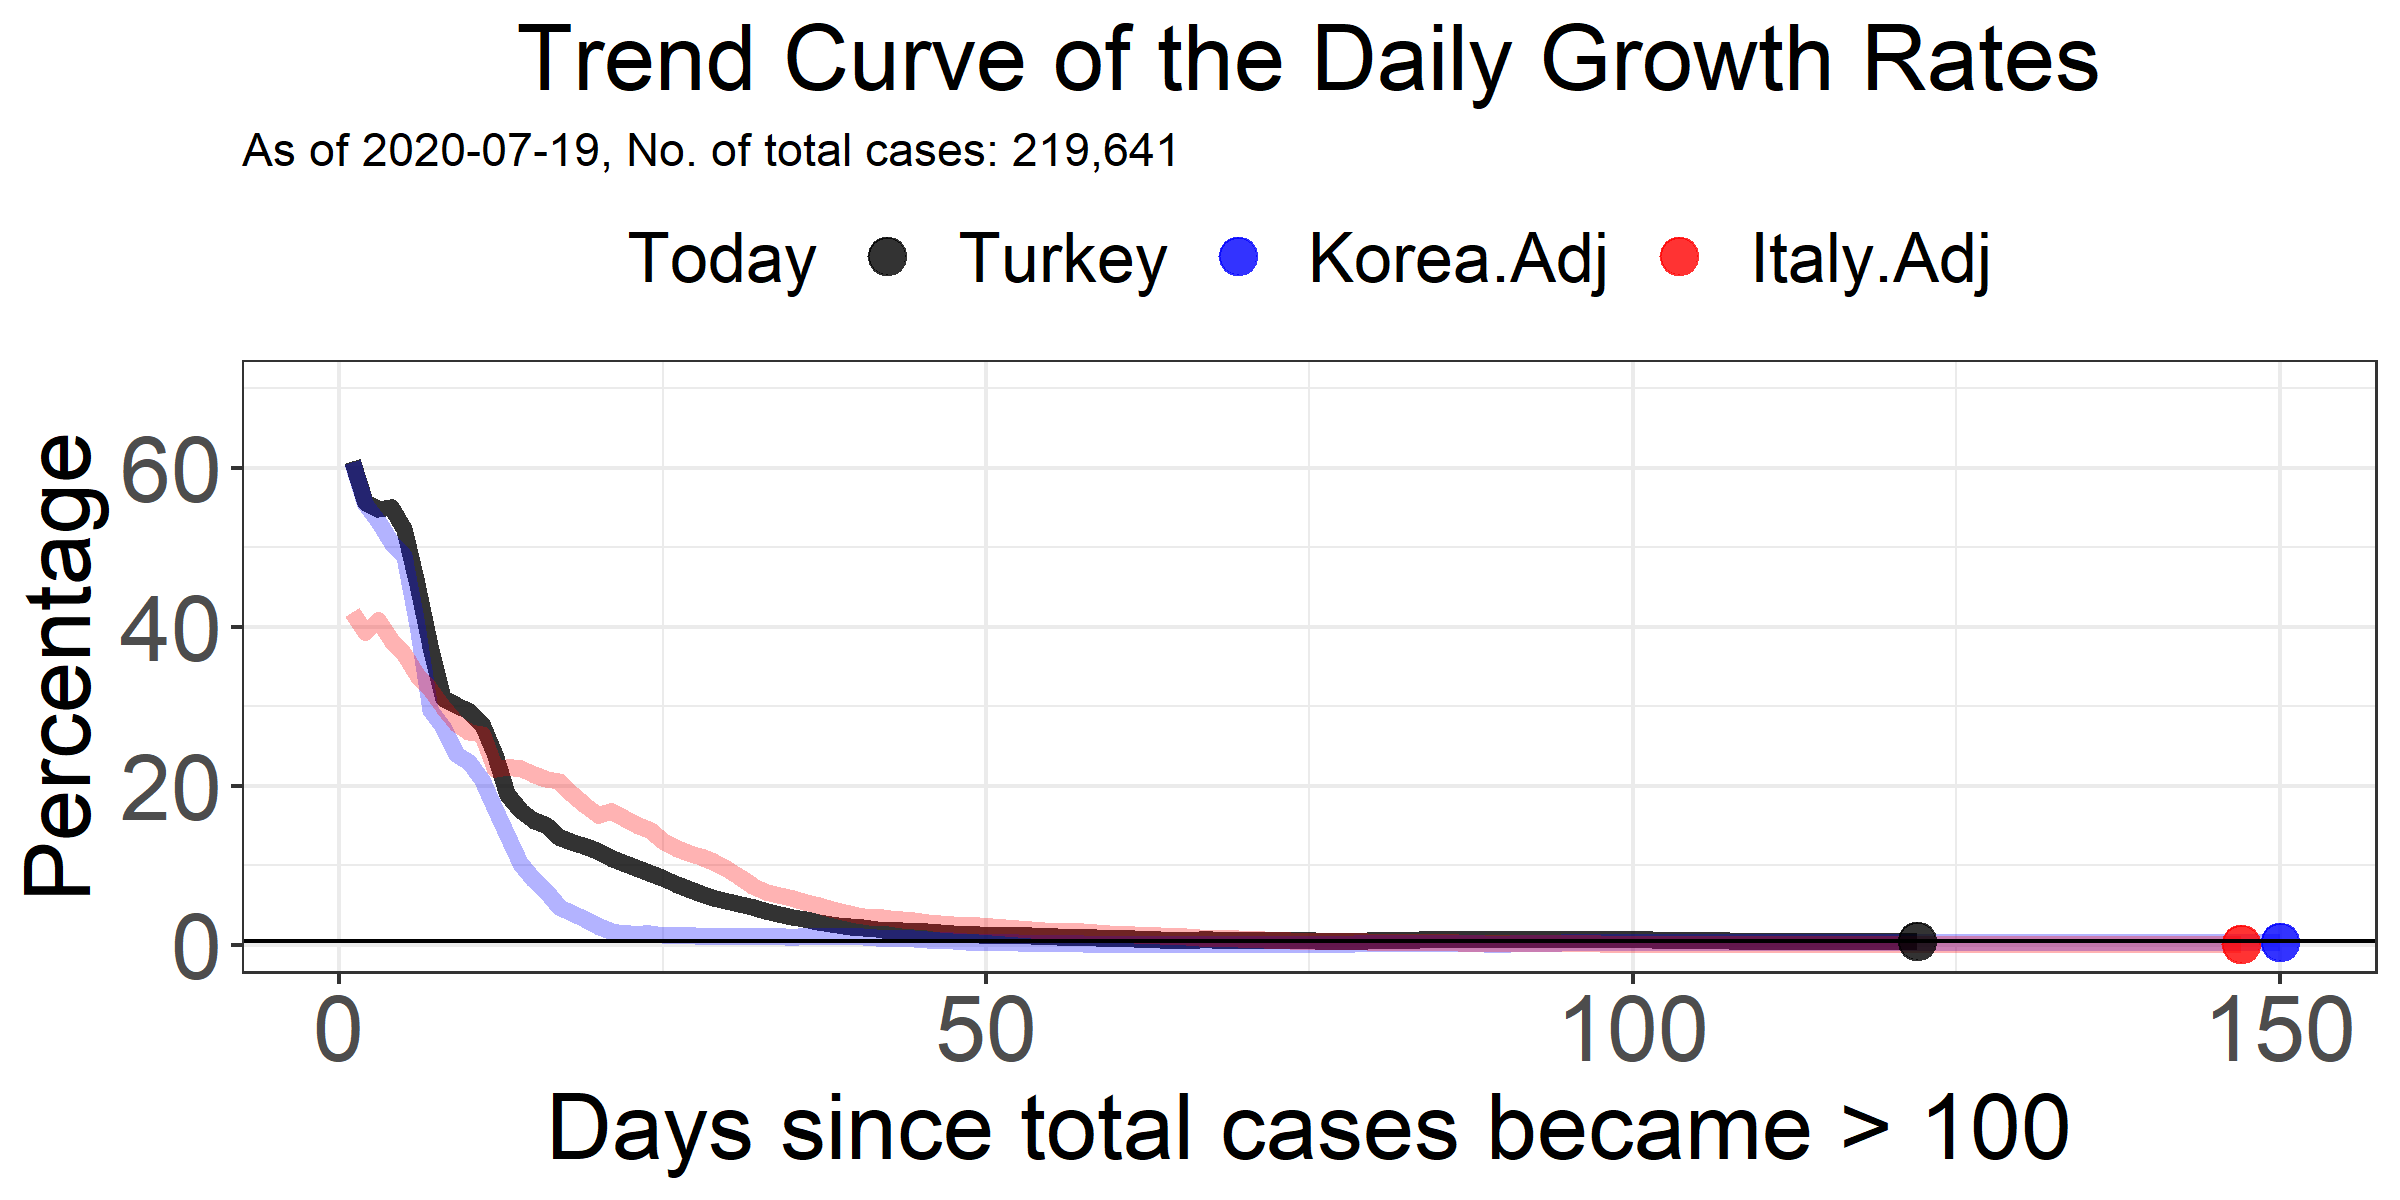 Trend Curve of the Daily Growth Rates
As of 2020-07-19, No. of total cases: 219,641
Today Turkey Korea.Adj Italy.Adj
Percentage
60
40
20
0
0 50 100 150
Days since total cases became > 100